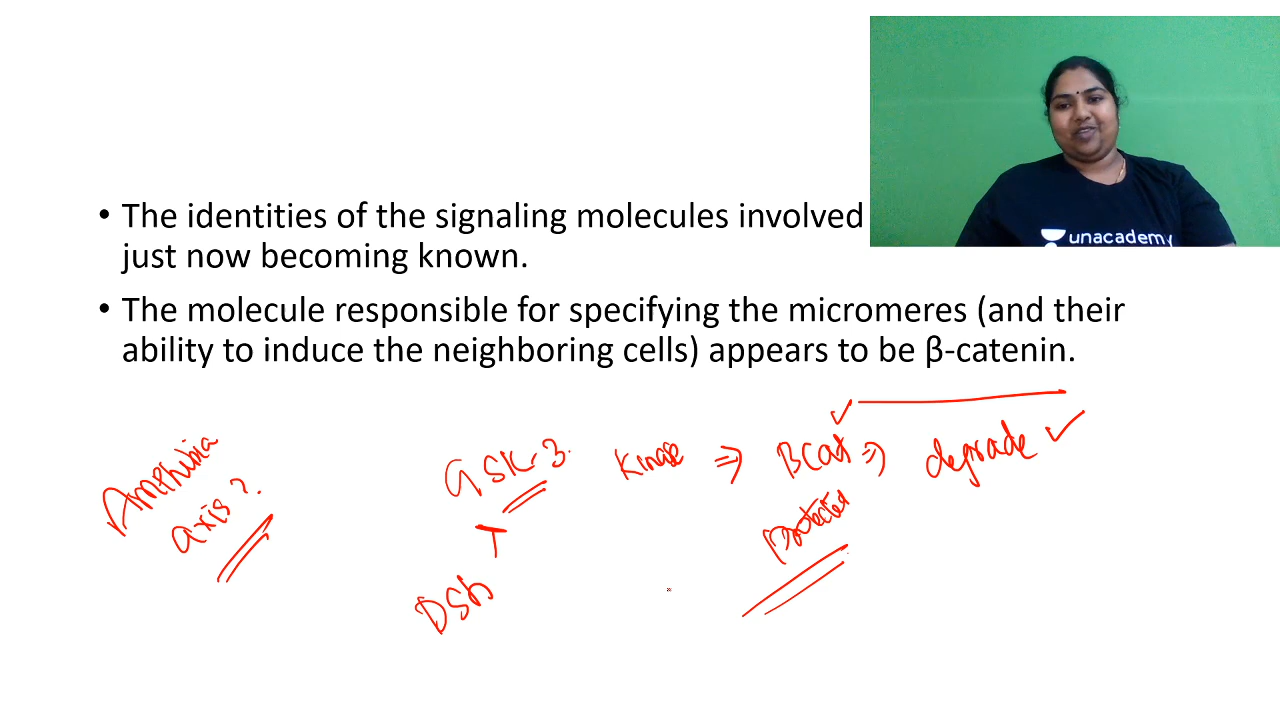 • The identities of the signaling molecules involved
just now becoming known.
• The molecule responsible for specifying the micromeres (and their
ability to induce the neighboring cells) appears to be β-catenin.
Amphibia
axis?
GSK-3 Kinase ⇒ βCat ⇒ degrade ✓
Protected
DSh
unacademy